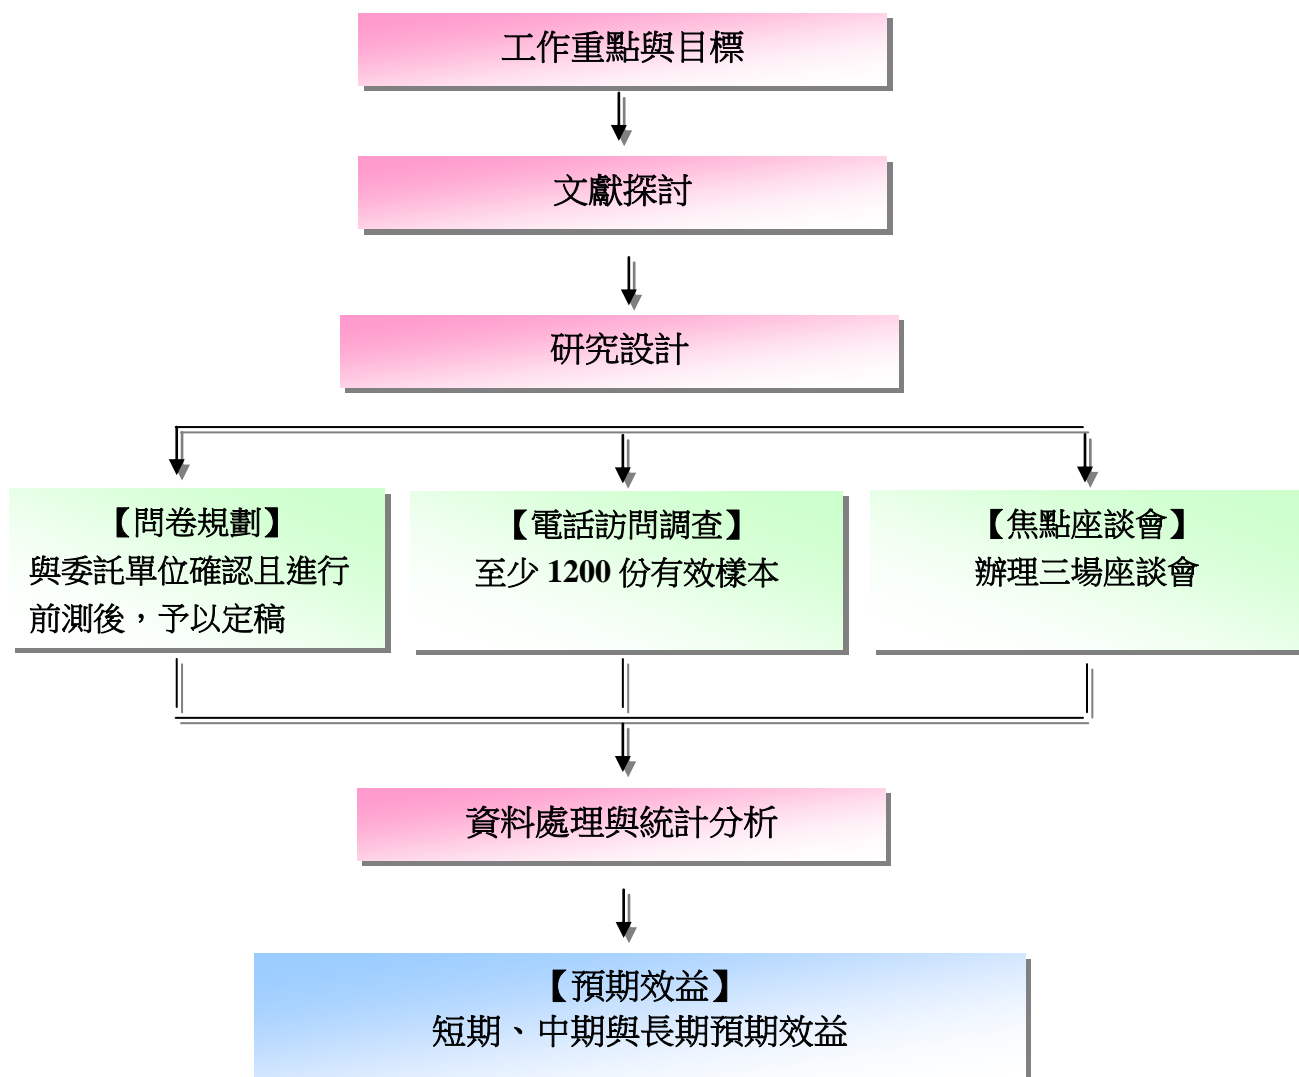 工作重點與目標
文獻探討
研究設計
【問卷規劃】
與委託單位確認且進行
前測後，予以定稿
【電話訪問調查】
至少 1200 份有效樣本
【焦點座談會】
辦理三場座談會
資料處理與統計分析
【預期效益】
短期、中期與長期預期效益